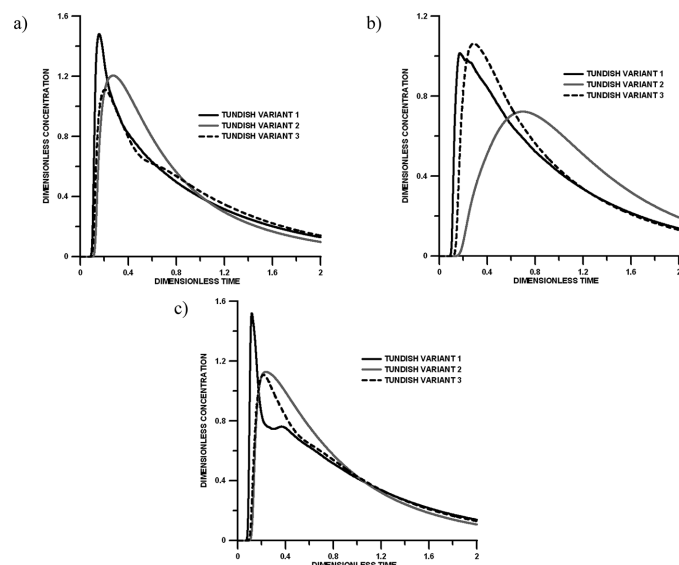 a)
1.6
1.2
0.8
0.4
0
DIMENSIONLESS CONCENTRATION
TUNDISH VARIANT 1
TUNDISH VARIANT 2
TUNDISH VARIANT 3
0 0.4 0.8 1.2 1.6 2
DIMENSIONLESS TIME
b)
1.2
0.8
0.4
0
DIMENSIONLESS CONCENTRATION
TUNDISH VARIANT 1
TUNDISH VARIANT 2
TUNDISH VARIANT 3
0 0.4 0.8 1.2 1.6 2
DIMENSIONLESS TIME
c)
1.6
1.2
0.8
0.4
0
DIMENSIONLESS CONCENTRATION
TUNDISH VARIANT 1
TUNDISH VARIANT 2
TUNDISH VARIANT 3
0 0.4 0.8 1.2 1.6 2
DIMENSIONLESS TIME